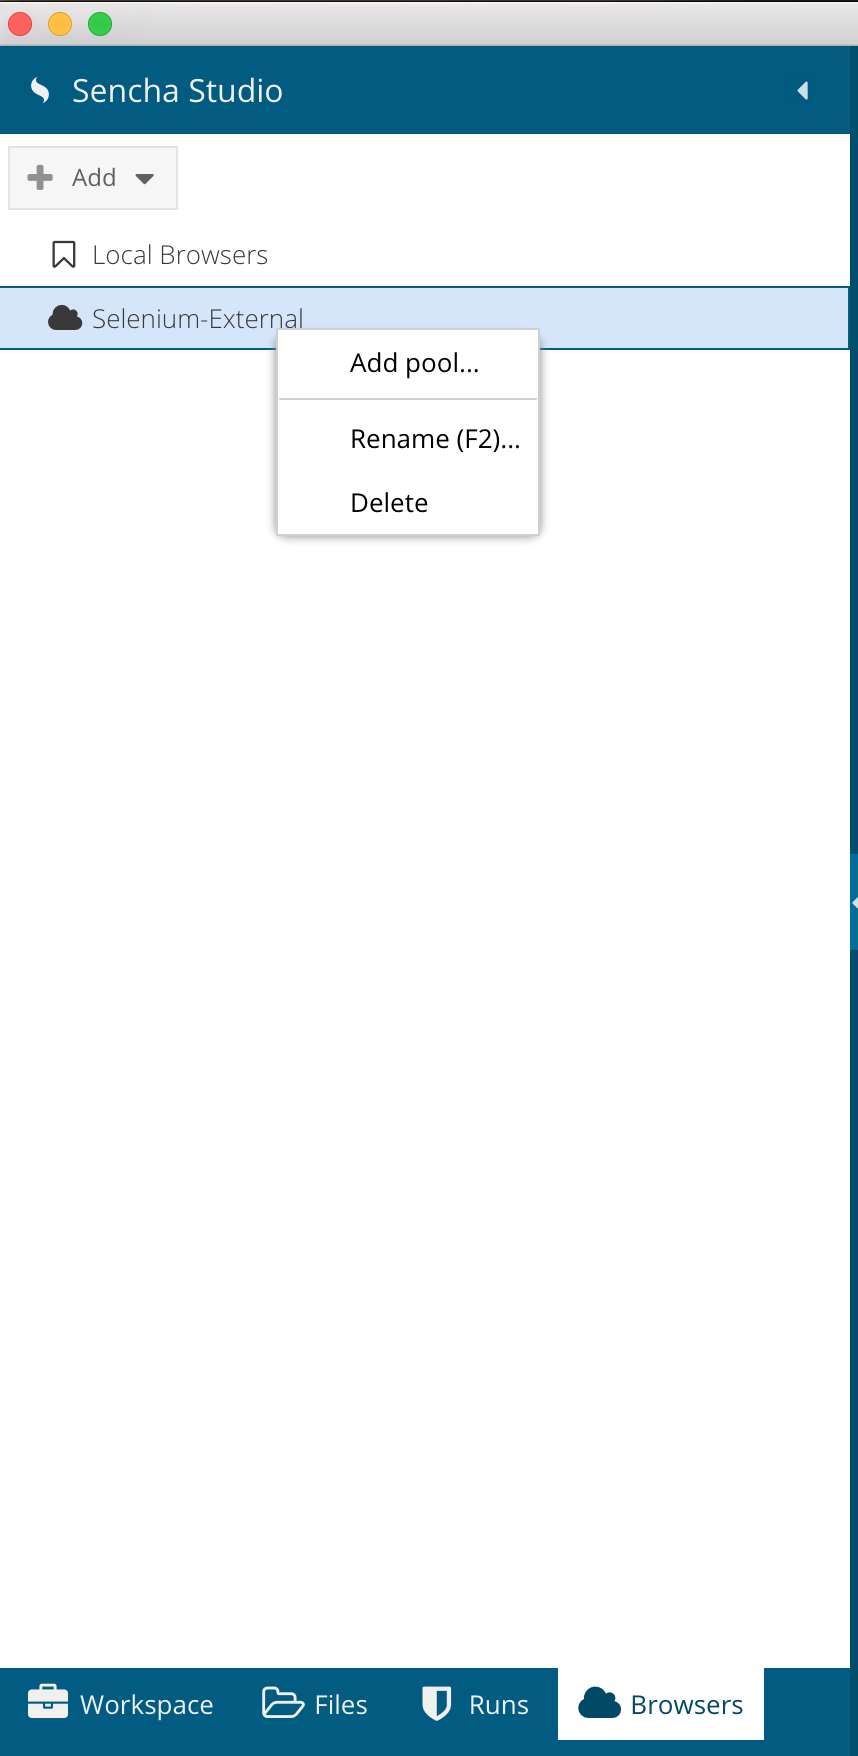 Sencha Studio
Add
Local Browsers
Selenium-External
Add pool...
Rename (F2)...
Delete
Workspace Files Runs Browsers